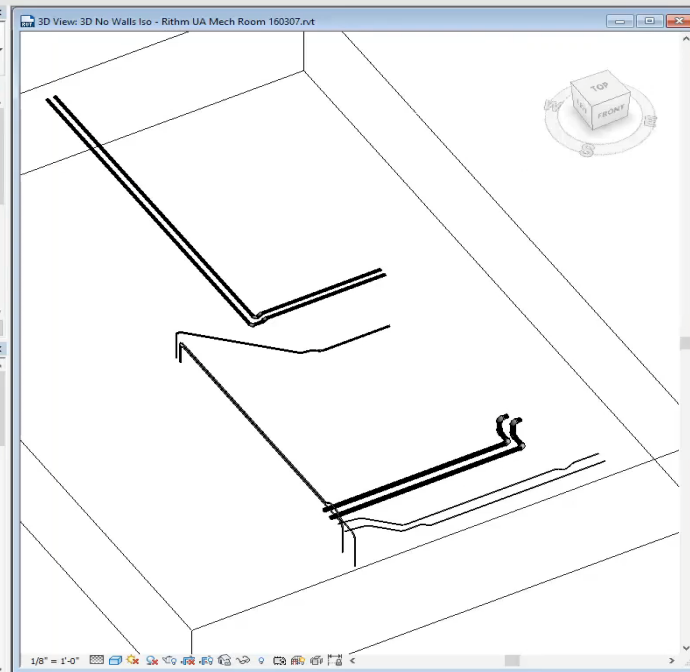 3D View: 3D No Walls Iso - Rithm UA Mech Room 160307.rvt
TOP
FRONT
E
S
1/8" = 1'-0"